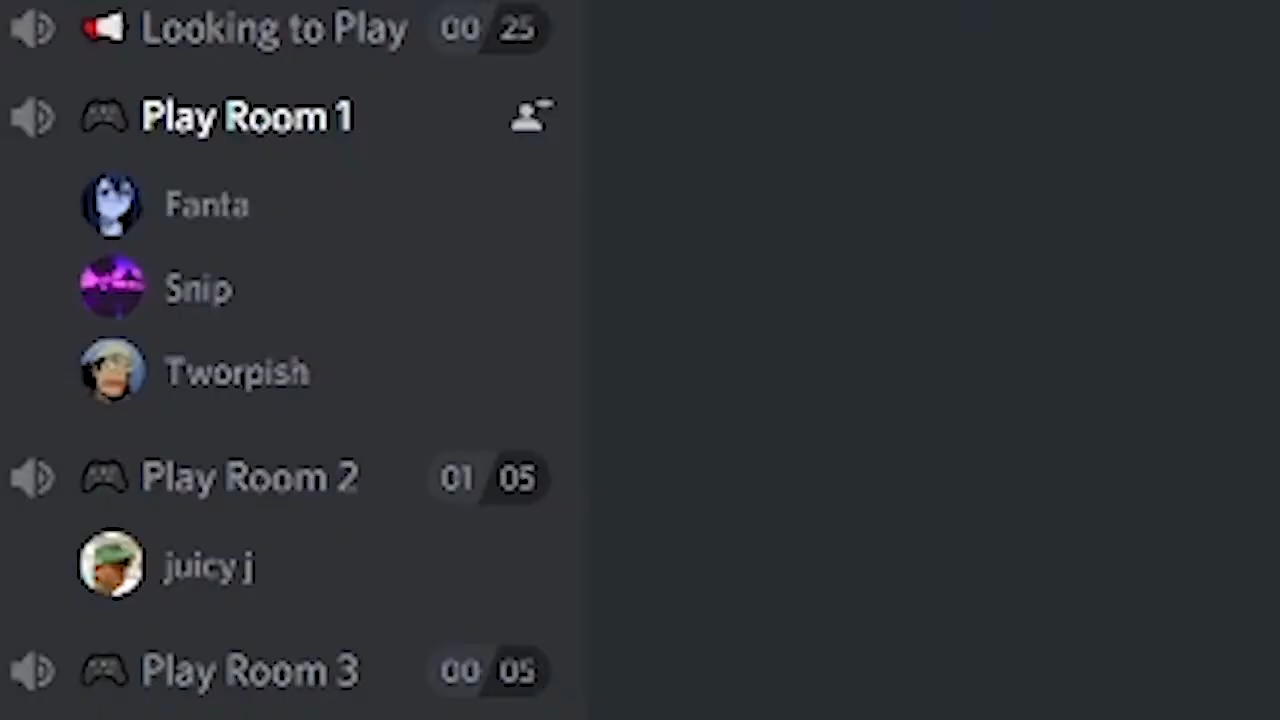 Looking to Play 00 25
Play Room 1
Fanta
Snip
Tworpish
Play Room 2 01 05
juicy j
Play Room 3 00 05